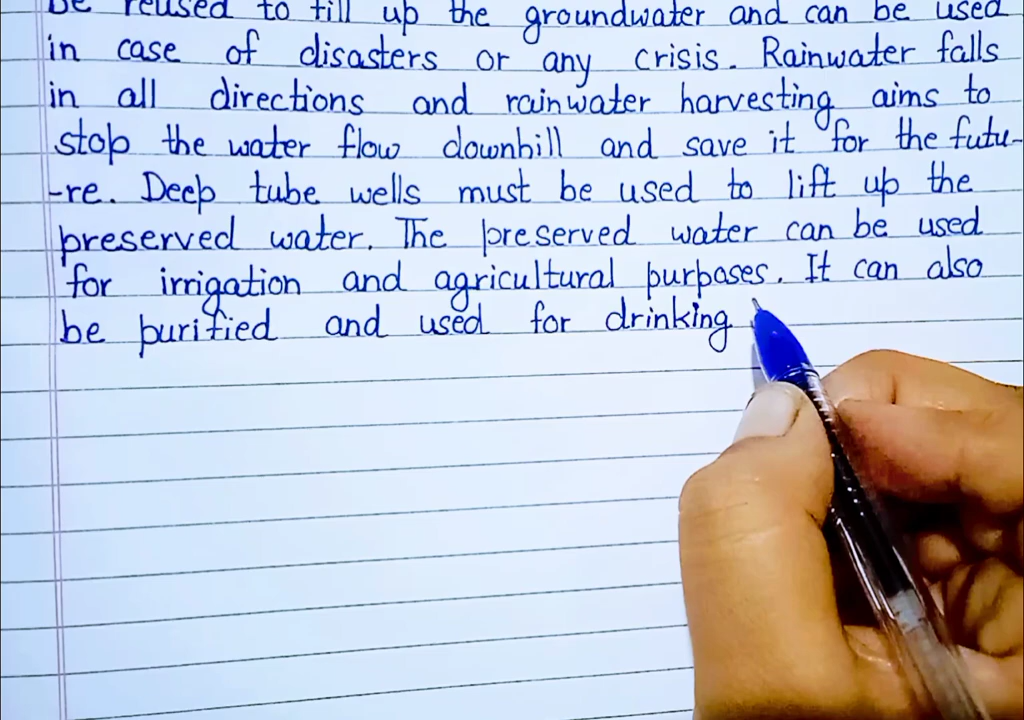 be reused to fill up the groundwater and can be used
in case of disasters or any crisis. Rainwater falls
in all directions and rainwater harvesting aims to
stop the water flow downhill and save it for the futu-
-re. Deep tube wells must be used to lift up the
preserved water. The preserved water can be used
for irrigation and agricultural purpases. It can also
be purified and used for drinking